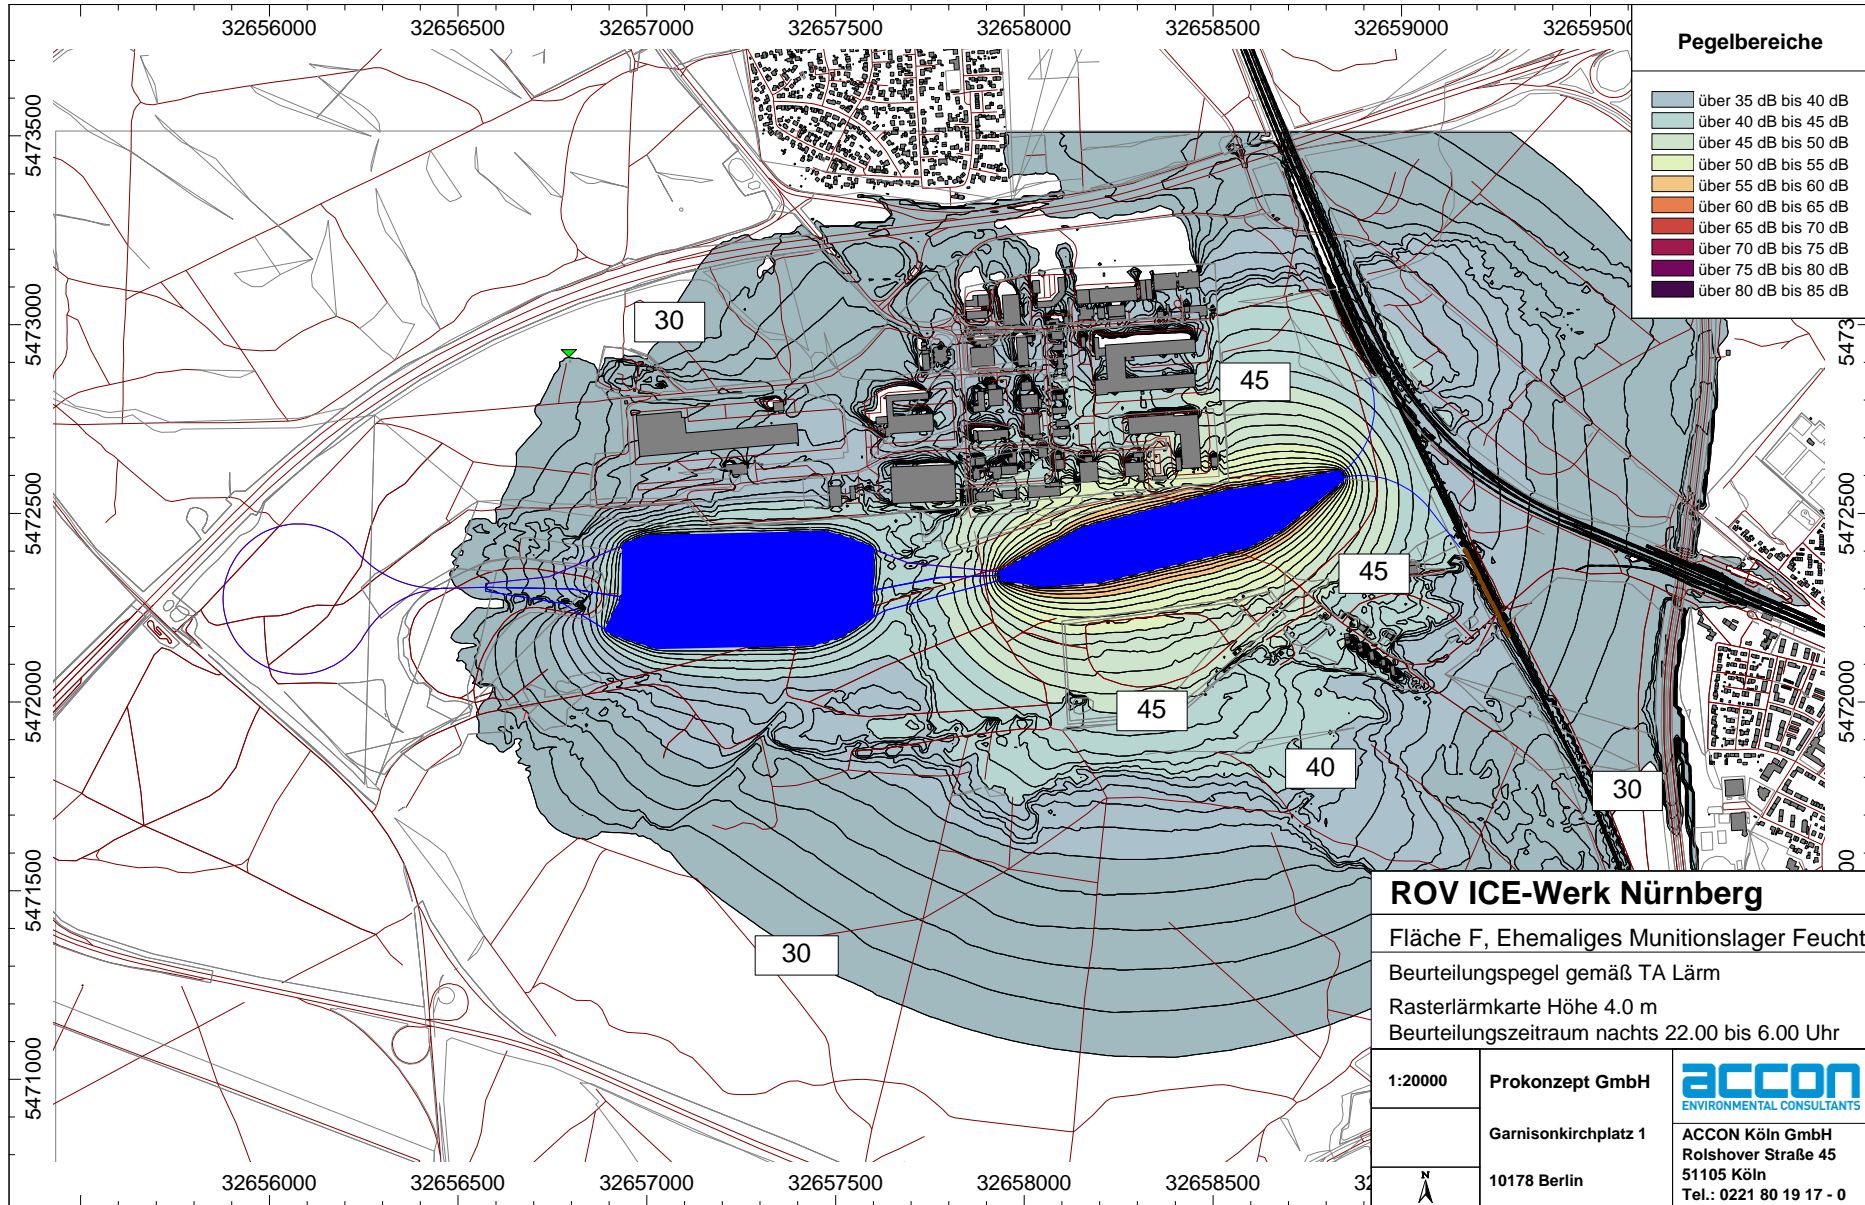 32656000 32656500 32657000 32657500 32658000 32658500 32659000 3265950
Pegelbereiche
über 35 dB bis 40 dB
über 40 dB bis 45 dB
über 45 dB bis 50 dB
über 50 dB bis 55 dB
über 55 dB bis 60 dB
über 60 dB bis 65 dB
über 65 dB bis 70 dB
über 70 dB bis 75 dB
über 75 dB bis 80 dB
über 80 dB bis 85 dB
5473500
5473000
5472500
5472000
5471500
5471000
5473
5472500
5472000
30
45
45
45
40
30
30
ROV ICE-Werk Nürnberg
Fläche F, Ehemaliges Munitionslager Feucht
Beurteilungspegel gemäß TA Lärm
Rasterlärmkarte Höhe 4.0 m
Beurteilungszeitraum nachts 22.00 bis 6.00 Uhr
1:20000
Prokonzept GmbH
Garnisonkirchplatz 1
10178 Berlin
N
accon
ENVIRONMENTAL CONSULTANTS
ACCON Köln GmbH
Rolshover Straße 45
51105 Köln
Tel.: 0221 80 19 17 - 0
32656000 32656500 32657000 32657500 32658000 32658500